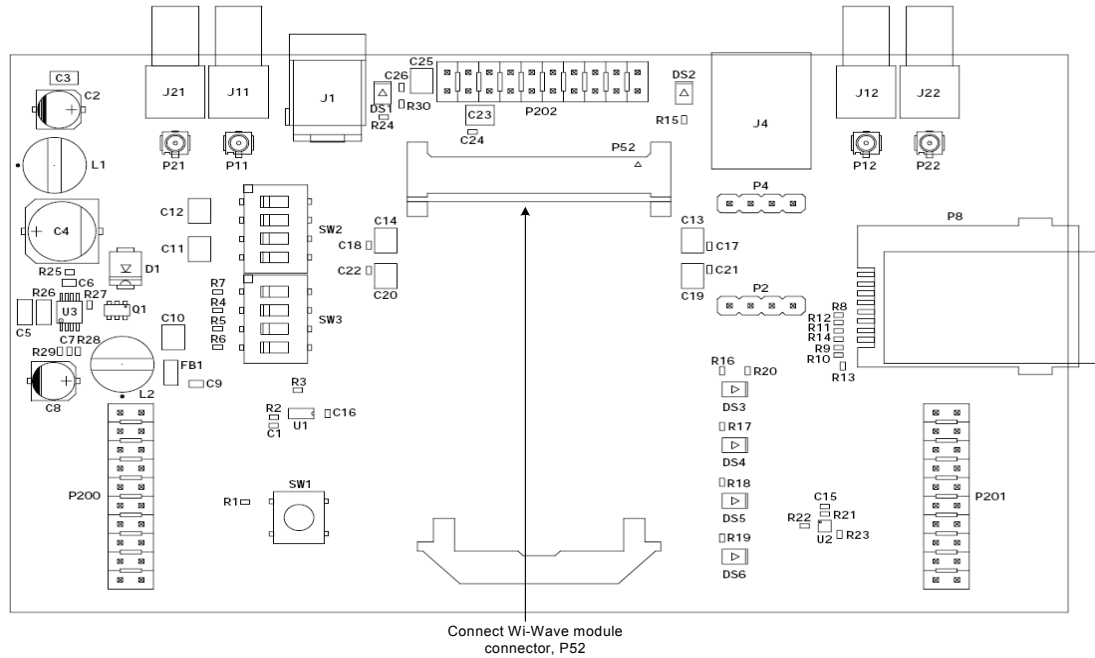 C3
C2
J21
J11
J1
C26
C25
DS1
R30
R24
C23
C24
P202
DS2
R15
J4
J12
J22
P21
P11
P52
P12
P22
L1
P4
C12
C4
C11
SW2
C14
C18
C13
C17
P8
R25
D1
C6
C22
C20
C21
C19
R26
R27
U3
Q1
R7
R4
R5
R6
SW3
P2
R8
R12
R11
R14
R9
R10
R13
C5
C10
C7
R28
R29
FB1
C9
C8
L2
R3
R2
C1
U1
C16
R16
R20
DS3
R17
DS4
P200
R1
SW1
R18
DS5
C15
R21
R22
U2
R23
P201
R19
DS6
Connect Wi-Wave module
connector, P52